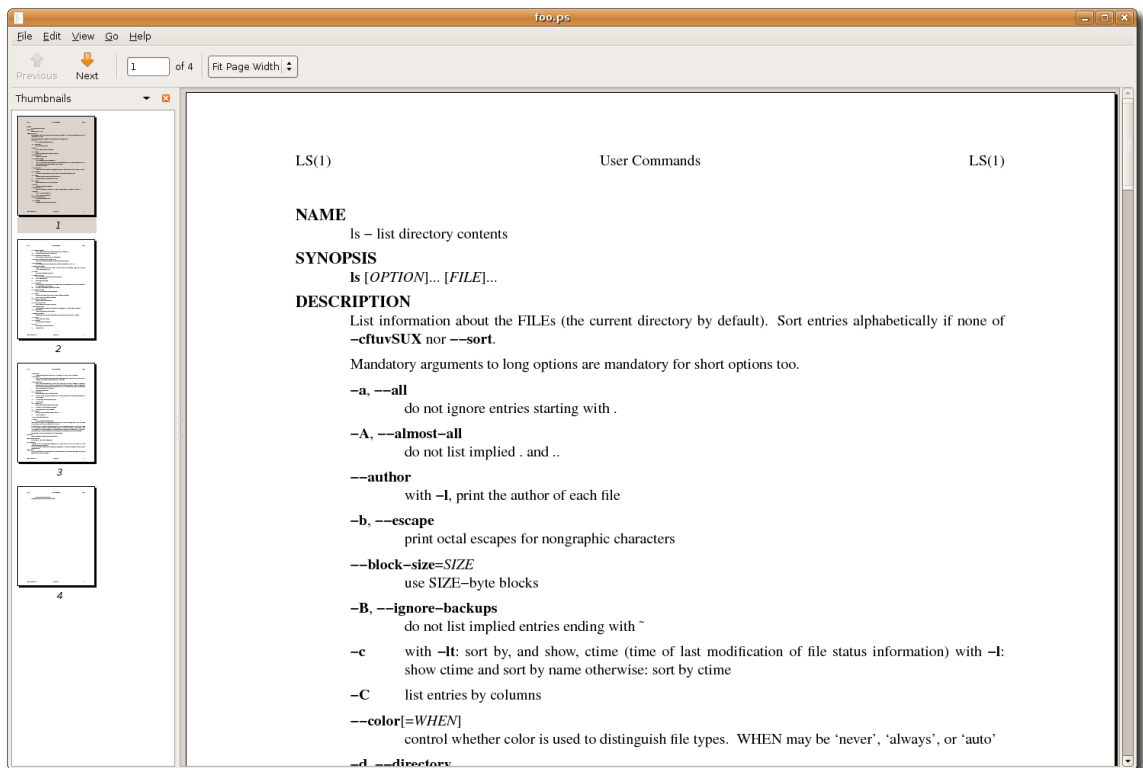 foo.ps
File Edit View Go Help
Previous Next 1 of 4 Fit Page Width
Thumbnails
1
2
3
4
LS(1) User Commands LS(1)
NAME
ls − list directory contents
SYNOPSIS
ls [OPTION]... [FILE]...
DESCRIPTION
List information about the FILEs (the current directory by default). Sort entries alphabetically if none of
−cftuvSUX nor −−sort.
Mandatory arguments to long options are mandatory for short options too.
−a, −−all
do not ignore entries starting with .
−A, −−almost−all
do not list implied . and ..
−−author
with −l, print the author of each file
−b, −−escape
print octal escapes for nongraphic characters
−−block−size=SIZE
use SIZE−byte blocks
−B, −−ignore−backups
do not list implied entries ending with ~
−c with −lt: sort by, and show, ctime (time of last modification of file status information) with −l:
show ctime and sort by name otherwise: sort by ctime
−C list entries by columns
−−color[=WHEN]
control whether color is used to distinguish file types. WHEN may be ‘never’, ‘always’, or ‘auto’
−d, −−directory